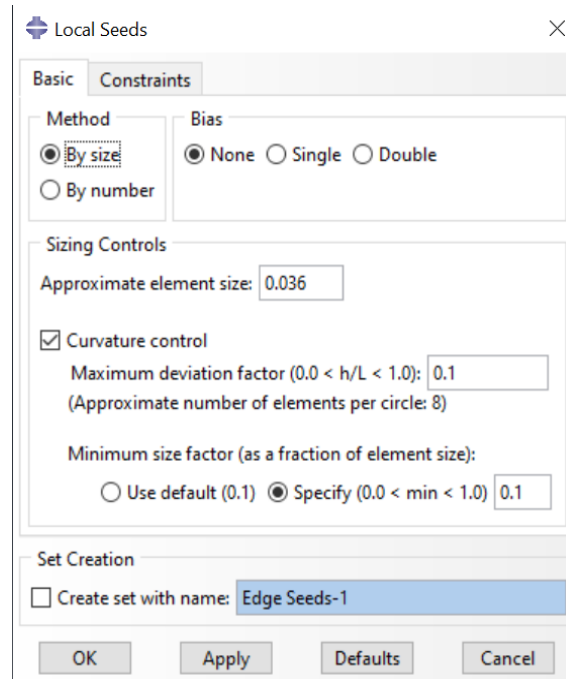 Local Seeds
Basic Constraints
Method Bias
By size None Single Double
By number
Sizing Controls
Approximate element size: 0.036
Curvature control
Maximum deviation factor (0.0 < h/L < 1.0): 0.1
(Approximate number of elements per circle: 8)
Minimum size factor (as a fraction of element size):
Use default (0.1) Specify (0.0 < min < 1.0) 0.1
Set Creation
Create set with name: Edge Seeds-1
OK Apply Defaults Cancel